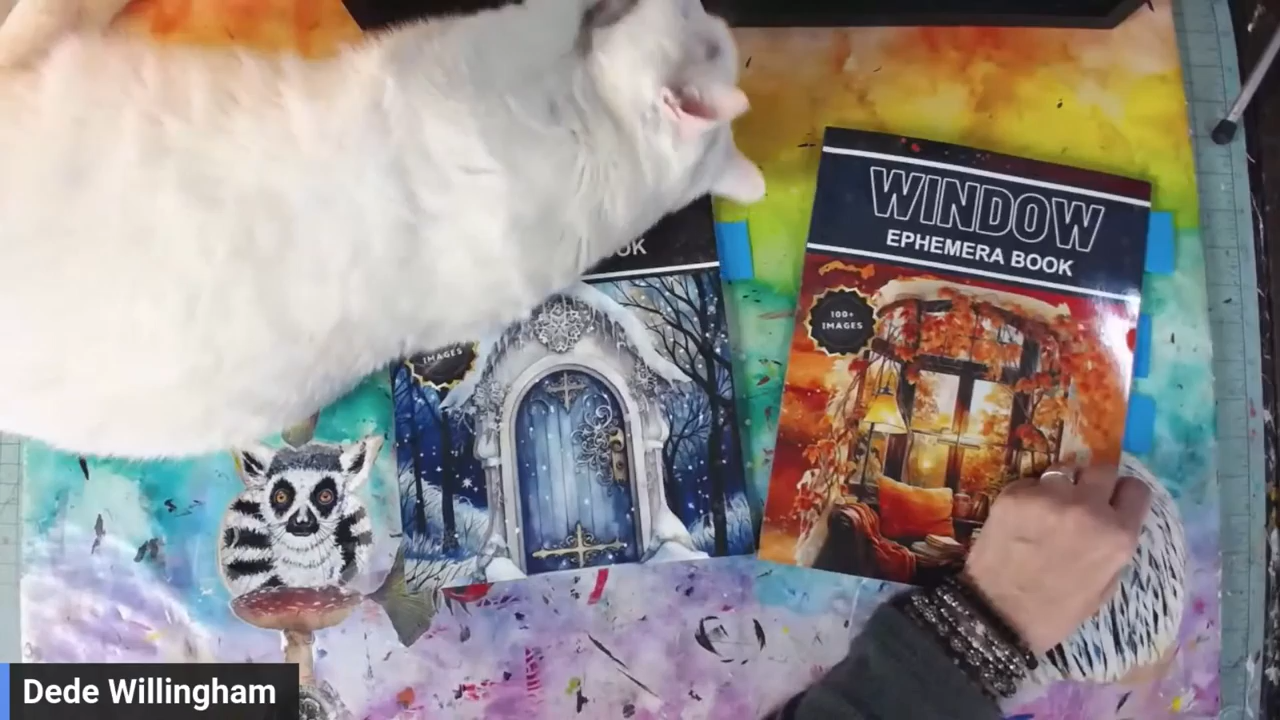 WINDOW
EPHEMERA BOOK
100+
IMAGES
OK
IMAGES
Dede Willingham